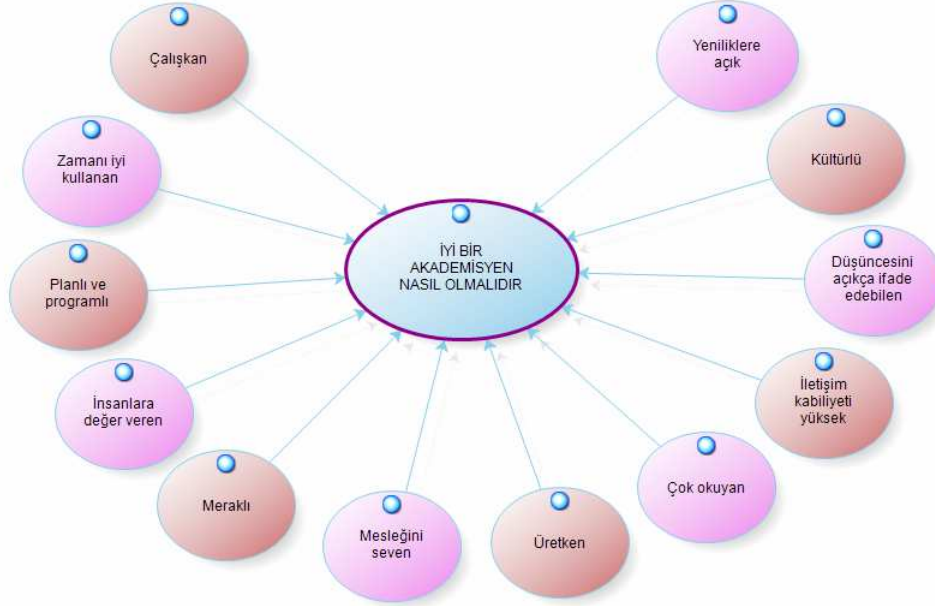 Çalışkan
Yeniliklere
açık
Zamanı iyi
kullanan
Kültürlü
İYİ BİR
AKADEMİSYEN
NASIL OLMALIDIR
Planlı ve
programlı
Düşüncesini
açıkça ifade
edebilen
İnsanlara
değer veren
İletişim
kabiliyeti
yüksek
Meraklı
Çok okuyan
Mesleğini
seven
Üretken